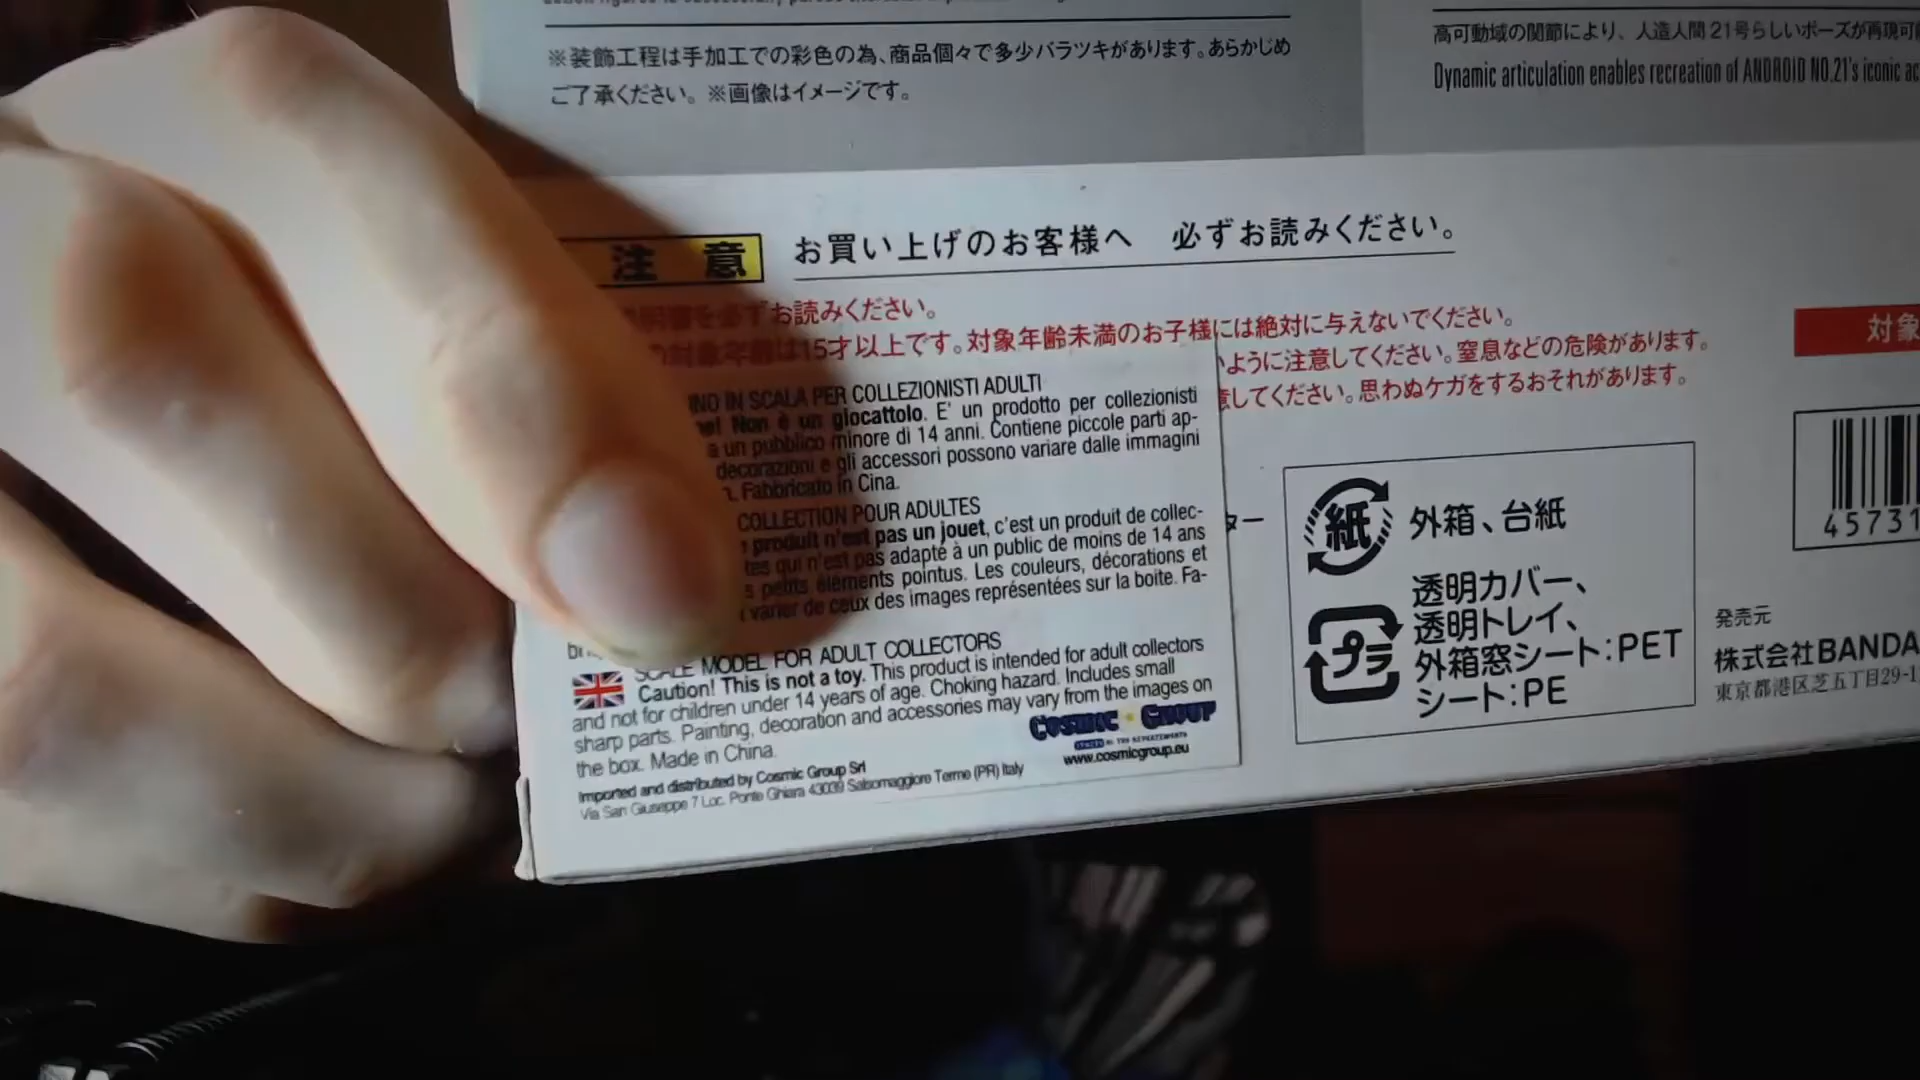 ※装飾工程は手加工での彩色の為、商品個々で多少バラツキがあります。あらかじめ
ご了承ください。※画像はイメージです。
高可動域の関節により、人造人間21号らしいポーズが再現可
Dynamic articulation enables recreation of ANDROID NO.21's iconic ac
注意 お買い上げのお客様へ 必ずお読みください。
を必ずお読みください。
対象年齢は15才以上です。対象年齢未満のお子様には絶対に与えないでください。
ように注意してください。窒息などの危険があります。
してください。思わぬケガをするおそれがあります。
IN SCALA PER COLLEZIONISTI ADULTI
Non è un giocattolo. E' un prodotto per collezionisti
a un pubblico minore di 14 anni. Contiene piccole parti ap-
decorazioni e gli accessori possono variare dalle immagini
Fabbricato in Cina.
COLLECTION POUR ADULTES
produit n'est pas un jouet, c'est un produit de collec-
tes qui n'est pas adapté à un public de moins de 14 ans
s petits éléments pointus. Les couleurs, décorations et
varier de ceux des images représentées sur la boite. Fa-
SCALE MODEL FOR ADULT COLLECTORS
Caution! This is not a toy. This product is intended for adult collectors
and not for children under 14 years of age. Choking hazard. Includes small
sharp parts. Painting, decoration and accessories may vary from the images on
the box. Made in China.
Imported and distributed by Cosmic Group Srl
Via San Giuseppe 7 Loc. Ponte Ghiara 43039 Salsomaggiore Terme (PR) Italy
COSMIC GROUP
www.cosmicgroup.eu
ター
紙 外箱、台紙
プラ 透明カバー、
透明トレイ、
外箱窓シート:PET
シート:PE
対象
45731
発売元
株式会社BANDA
東京都港区芝五丁目29-1